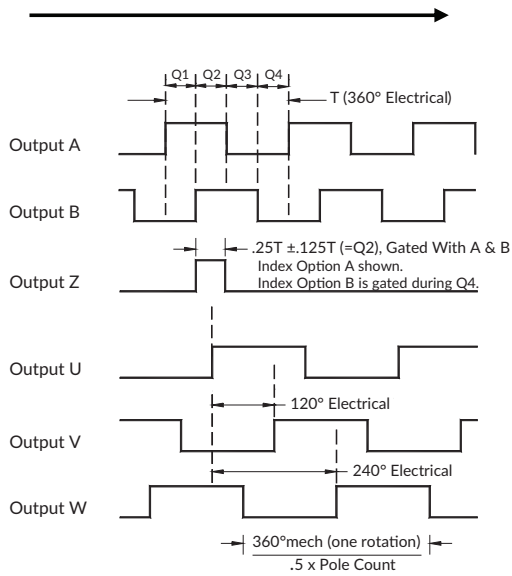 Q1 Q2 Q3 Q4
T (360° Electrical)
Output A
Output B
.25T ±.125T (=Q2), Gated With A & B
Index Option A shown.
Index Option B is gated during Q4.
Output Z
Output U
120° Electrical
Output V
240° Electrical
Output W
360°mech (one rotation)
.5 x Pole Count